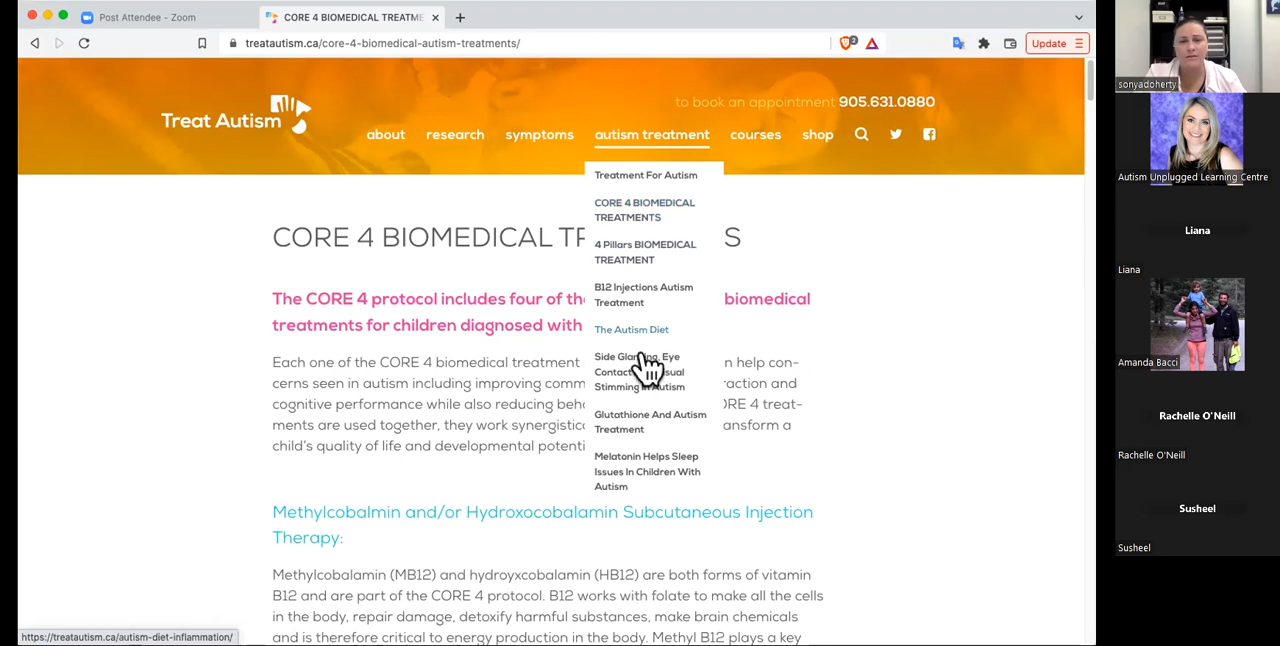 Post Attendee - Zoom
CORE 4 BIOMEDICAL TREATME
treatautism.ca/core-4-biomedical-autism-treatments/
2
Update
Treat Autism
to book an appointment 905.631.0880
about
research
symptoms
autism treatment
courses
shop
Treatment For Autism
CORE 4 BIOMEDICAL
TREATMENTS
4 Pillars BIOMEDICAL
TREATMENT
B12 Injections Autism
Treatment
The Autism Diet
Side Glancing, Eye
Contact
Stimming In Autism
Glutathione And Autism
Treatment
Melatonin Helps Sleep
Issues In Children With
Autism
CORE 4 BIOMEDICAL TR S
The CORE 4 protocol includes four of the biomedical
treatments for children diagnosed with
Each one of the CORE 4 biomedical treatment n help con-
cerns seen in autism including improving comm raction and
cognitive performance while also reducing beh ORE 4 treat-
ments are used together, they work synergistic ansform a
child's quality of life and developmental potenti
Methylcobalmin and/or Hydroxocobalamin Subcutaneous Injection
Therapy:
Methylcobalamin (MB12) and hydroyxcobalamin (HB12) are both forms of vitamin
B12 and are part of the CORE 4 protocol. B12 works with folate to make all the cells
in the body, repair damage, detoxify harmful substances, make brain chemicals
and is therefore critical to energy production in the body. Methyl B12 plays a key
https://treatautism.ca/autism-diet-inflammation/
sonyadoherty
Autism Unplugged Learning Centre
Liana
Liana
Amanda Bacci
Rachelle O'Neill
Rachelle O'Neill
Susheel
Susheel